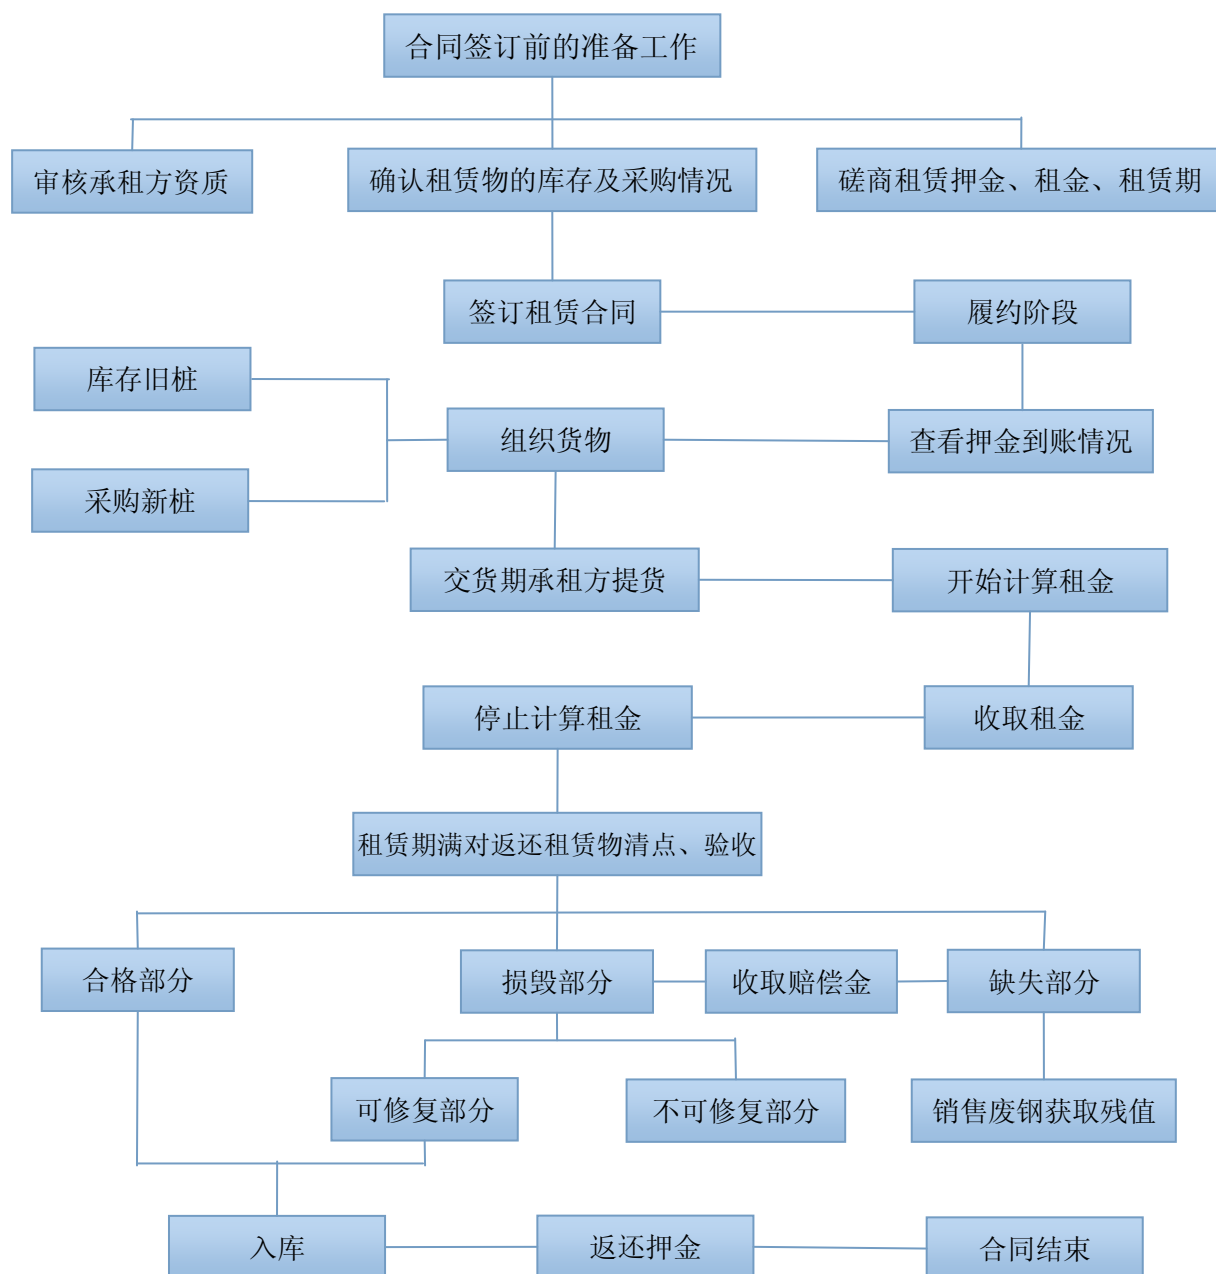 合同签订前的准备工作
审核承租方资质
确认租赁物的库存及采购情况
磋商租赁押金、租金、租赁期
签订租赁合同
履约阶段
库存旧桩
组织货物
查看押金到账情况
采购新桩
交货期承租方提货
开始计算租金
停止计算租金
收取租金
租赁期满对返还租赁物清点、验收
合格部分
损毁部分
收取赔偿金
缺失部分
可修复部分
不可修复部分
销售废钢获取残值
入库
返还押金
合同结束